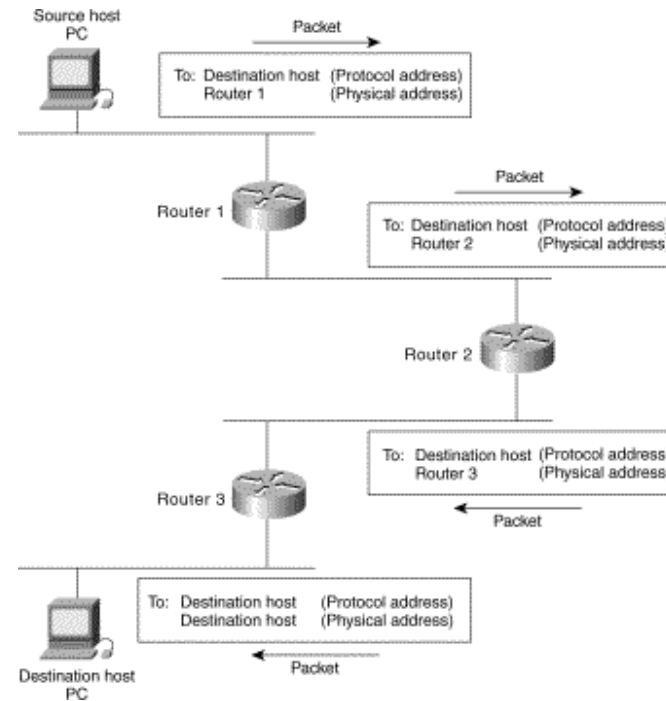 Source host
PC
Packet
To: Destination host (Protocol address)
Router 1 (Physical address)
Router 1
Packet
To: Destination host (Protocol address)
Router 2 (Physical address)
Router 2
To: Destination host (Protocol address
Router 3 (Physical address
Packet
Router 3
To: Destination host (Protocol address)
Destination host (Physical address)
Packet
Destination host
PC